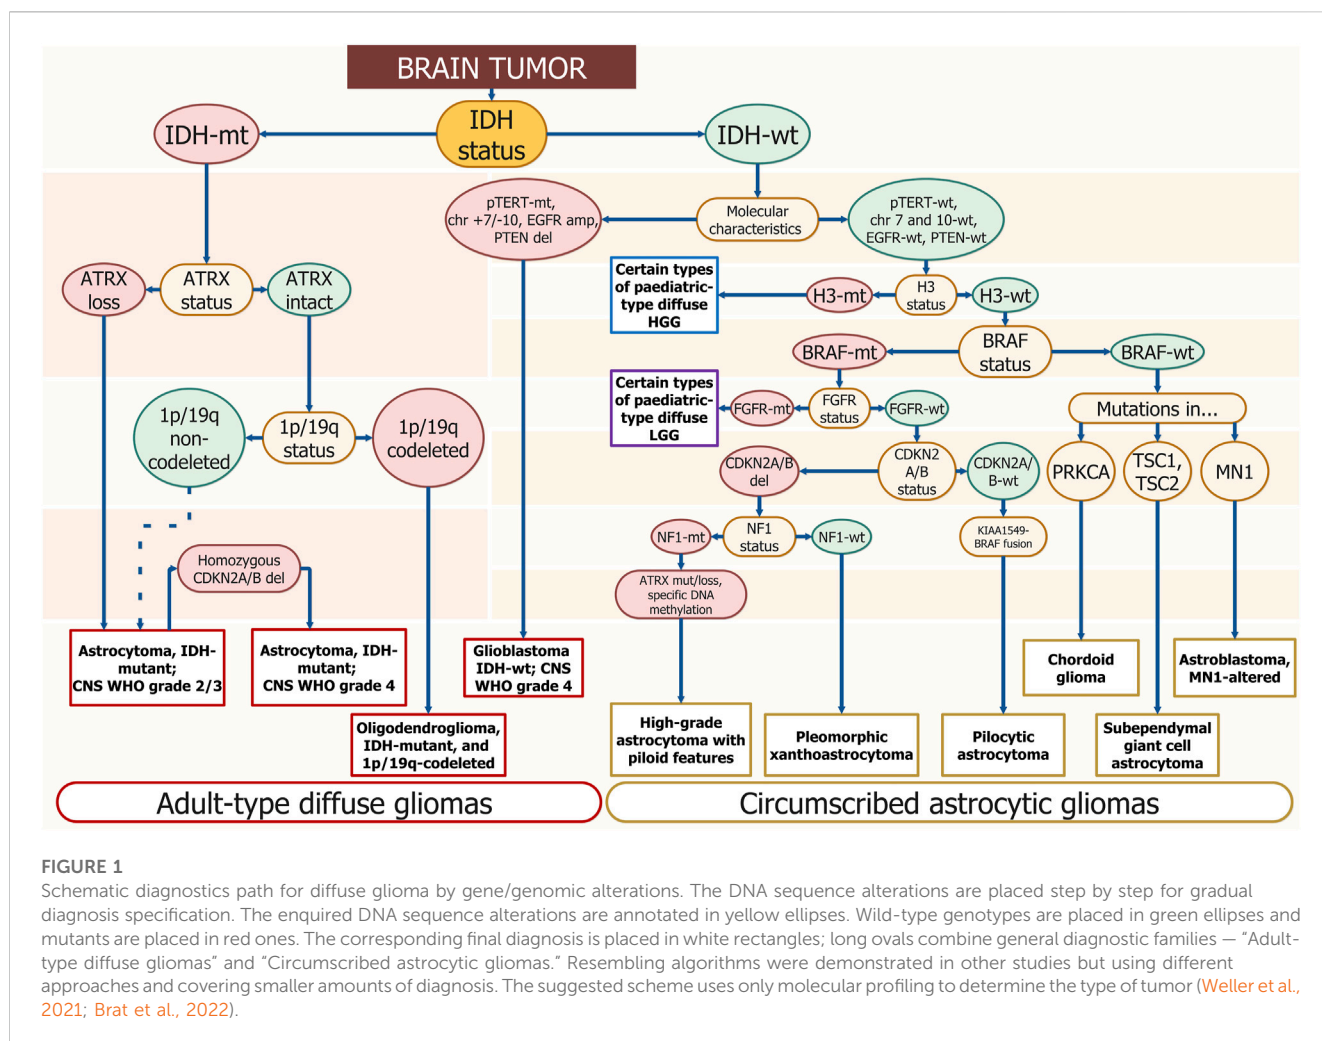 BRAIN TUMOR
IDH
status
IDH-mt
IDH-wt
pTERT-mt,
chr +7/-10, EGFR amp,
PTEN del
Molecular
characteristics
pTERT-wt,
chr 7 and 10-wt,
EGFR-wt, PTEN-wt
ATRX
loss
ATRX
status
ATRX
intact
Certain types
of paediatric-
type diffuse
HGG
H3-mt
H3
status
H3-wt
BRAF-mt
BRAF
status
BRAF-wt
1p/19q
non-
codeleted
1p/19q
status
1p/19q
codeleted
Certain types
of paediatric-
type diffuse
LGG
FGFR-mt
FGFR
status
FGFR-wt
Mutations in...
CDKN2A/B
del
CDKN2
A/B
status
CDKN2A/
B-wt
PRKCA
TSC1,
TSC2
MN1
Homozygous
CDKN2A/B del
NF1-mt
NF1
status
NF1-wt
KIAA1549-
BRAF fusion
ATRX mut/loss,
specific DNA
methylation
Astrocytoma, IDH-
mutant;
CNS WHO grade 2/3
Astrocytoma, IDH-
mutant;
CNS WHO grade 4
Glioblastoma
IDH-wt; CNS
WHO grade 4
Chordoid
glioma
Astroblastoma,
MN1-altered
Oligodendroglioma,
IDH-mutant, and
1p/19q-codeleted
High-grade
astrocytoma with
piloid features
Pleomorphic
xanthoastrocytoma
Pilocytic
astrocytoma
Subependymal
giant cell
astrocytoma
Adult-type diffuse gliomas
Circumscribed astrocytic gliomas
FIGURE 1
Schematic diagnostics path for diffuse glioma by gene/genomic alterations. The DNA sequence alterations are placed step by step for gradual
diagnosis specification. The enquired DNA sequence alterations are annotated in yellow ellipses. Wild-type genotypes are placed in green ellipses and
mutants are placed in red ones. The corresponding final diagnosis is placed in white rectangles; long ovals combine general diagnostic families — “Adult-
type diffuse gliomas” and “Circumscribed astrocytic gliomas.” Resembling algorithms were demonstrated in other studies but using different
approaches and covering smaller amounts of diagnosis. The suggested scheme uses only molecular profiling to determine the type of tumor (Weller et al.,
2021; Brat et al., 2022).